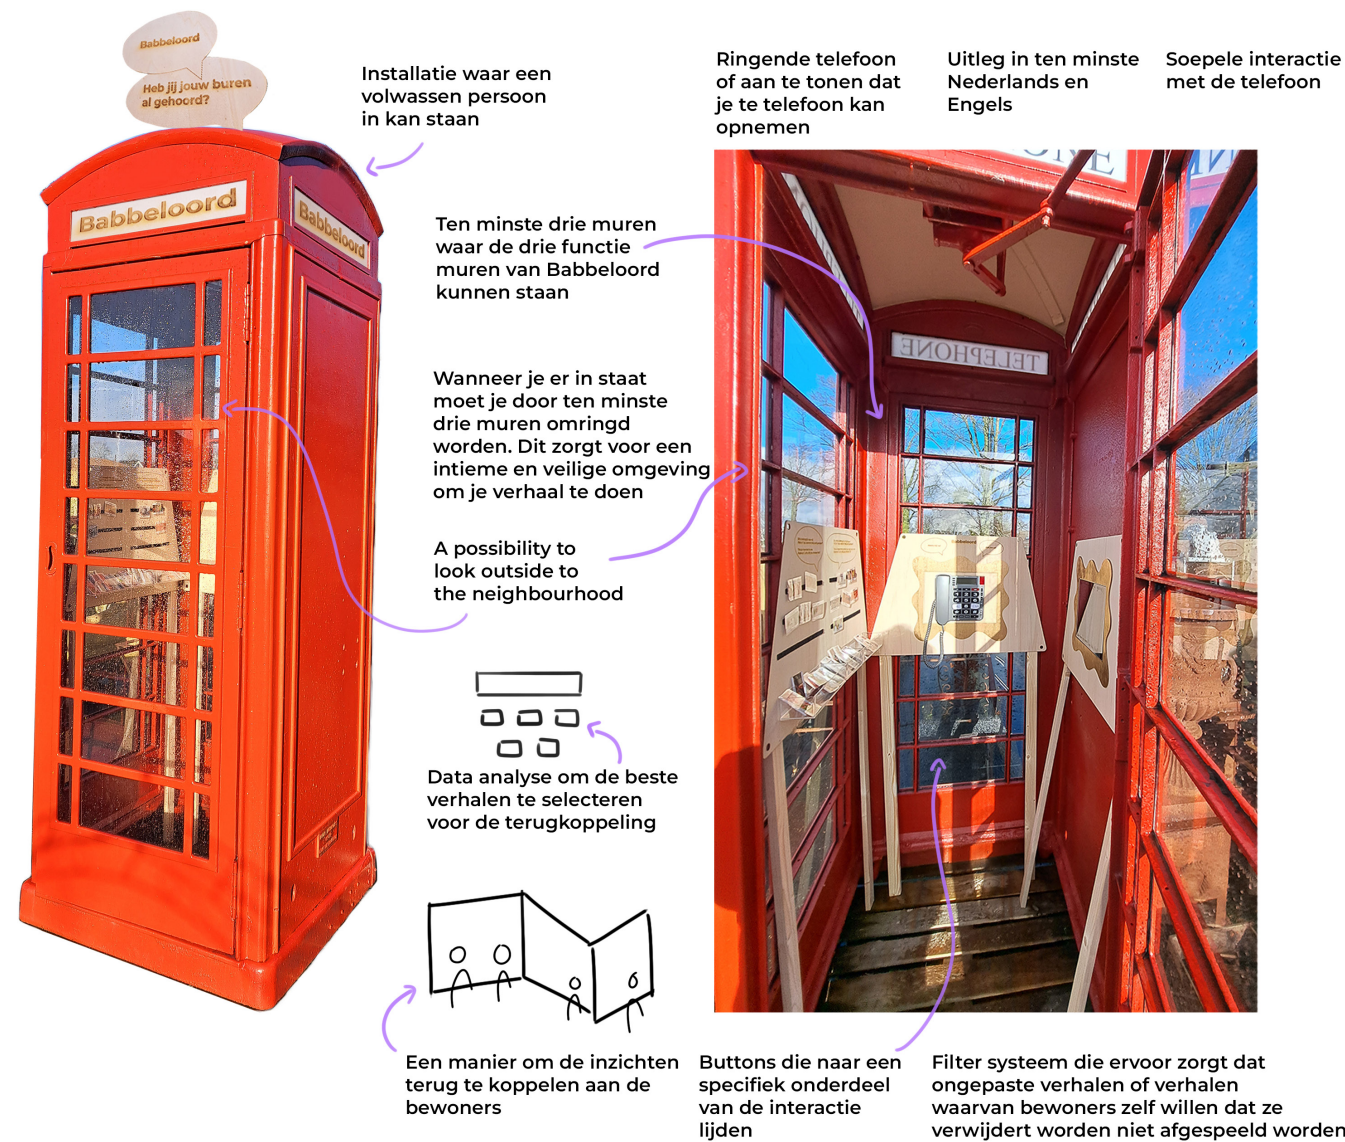 Babbeloord
Heb jij jouw buren
al gehoord?
Babbeloord
Babbeloord
Installatie waar een
volwassen persoon
in kan staan
Ten minste drie muren
waar de drie functie
muren van Babbeloord
kunnen staan
Wanneer je er in staat
moet je door ten minste
drie muren omringd
worden. Dit zorgt voor een
intieme en veilige omgeving
om je verhaal te doen
A possibility to
look outside to
the neighbourhood
Data analyse om de beste
verhalen te selecteren
voor de terugkoppeling
Een manier om de inzichten
terug te koppelen aan de
bewoners
Ringende telefoon
of aan te tonen dat
je te telefoon kan
opnemen
Uitleg in ten minste
Nederlands en
Engels
Soepele interactie
met de telefoon
TELEPHONE
Babbeloord
Buttons die naar een
specifiek onderdeel
van de interactie
lijden
Filter systeem die ervoor zorgt dat
ongepaste verhalen of verhalen
waarvan bewoners zelf willen dat ze
verwijdert worden niet afgespeeld worden